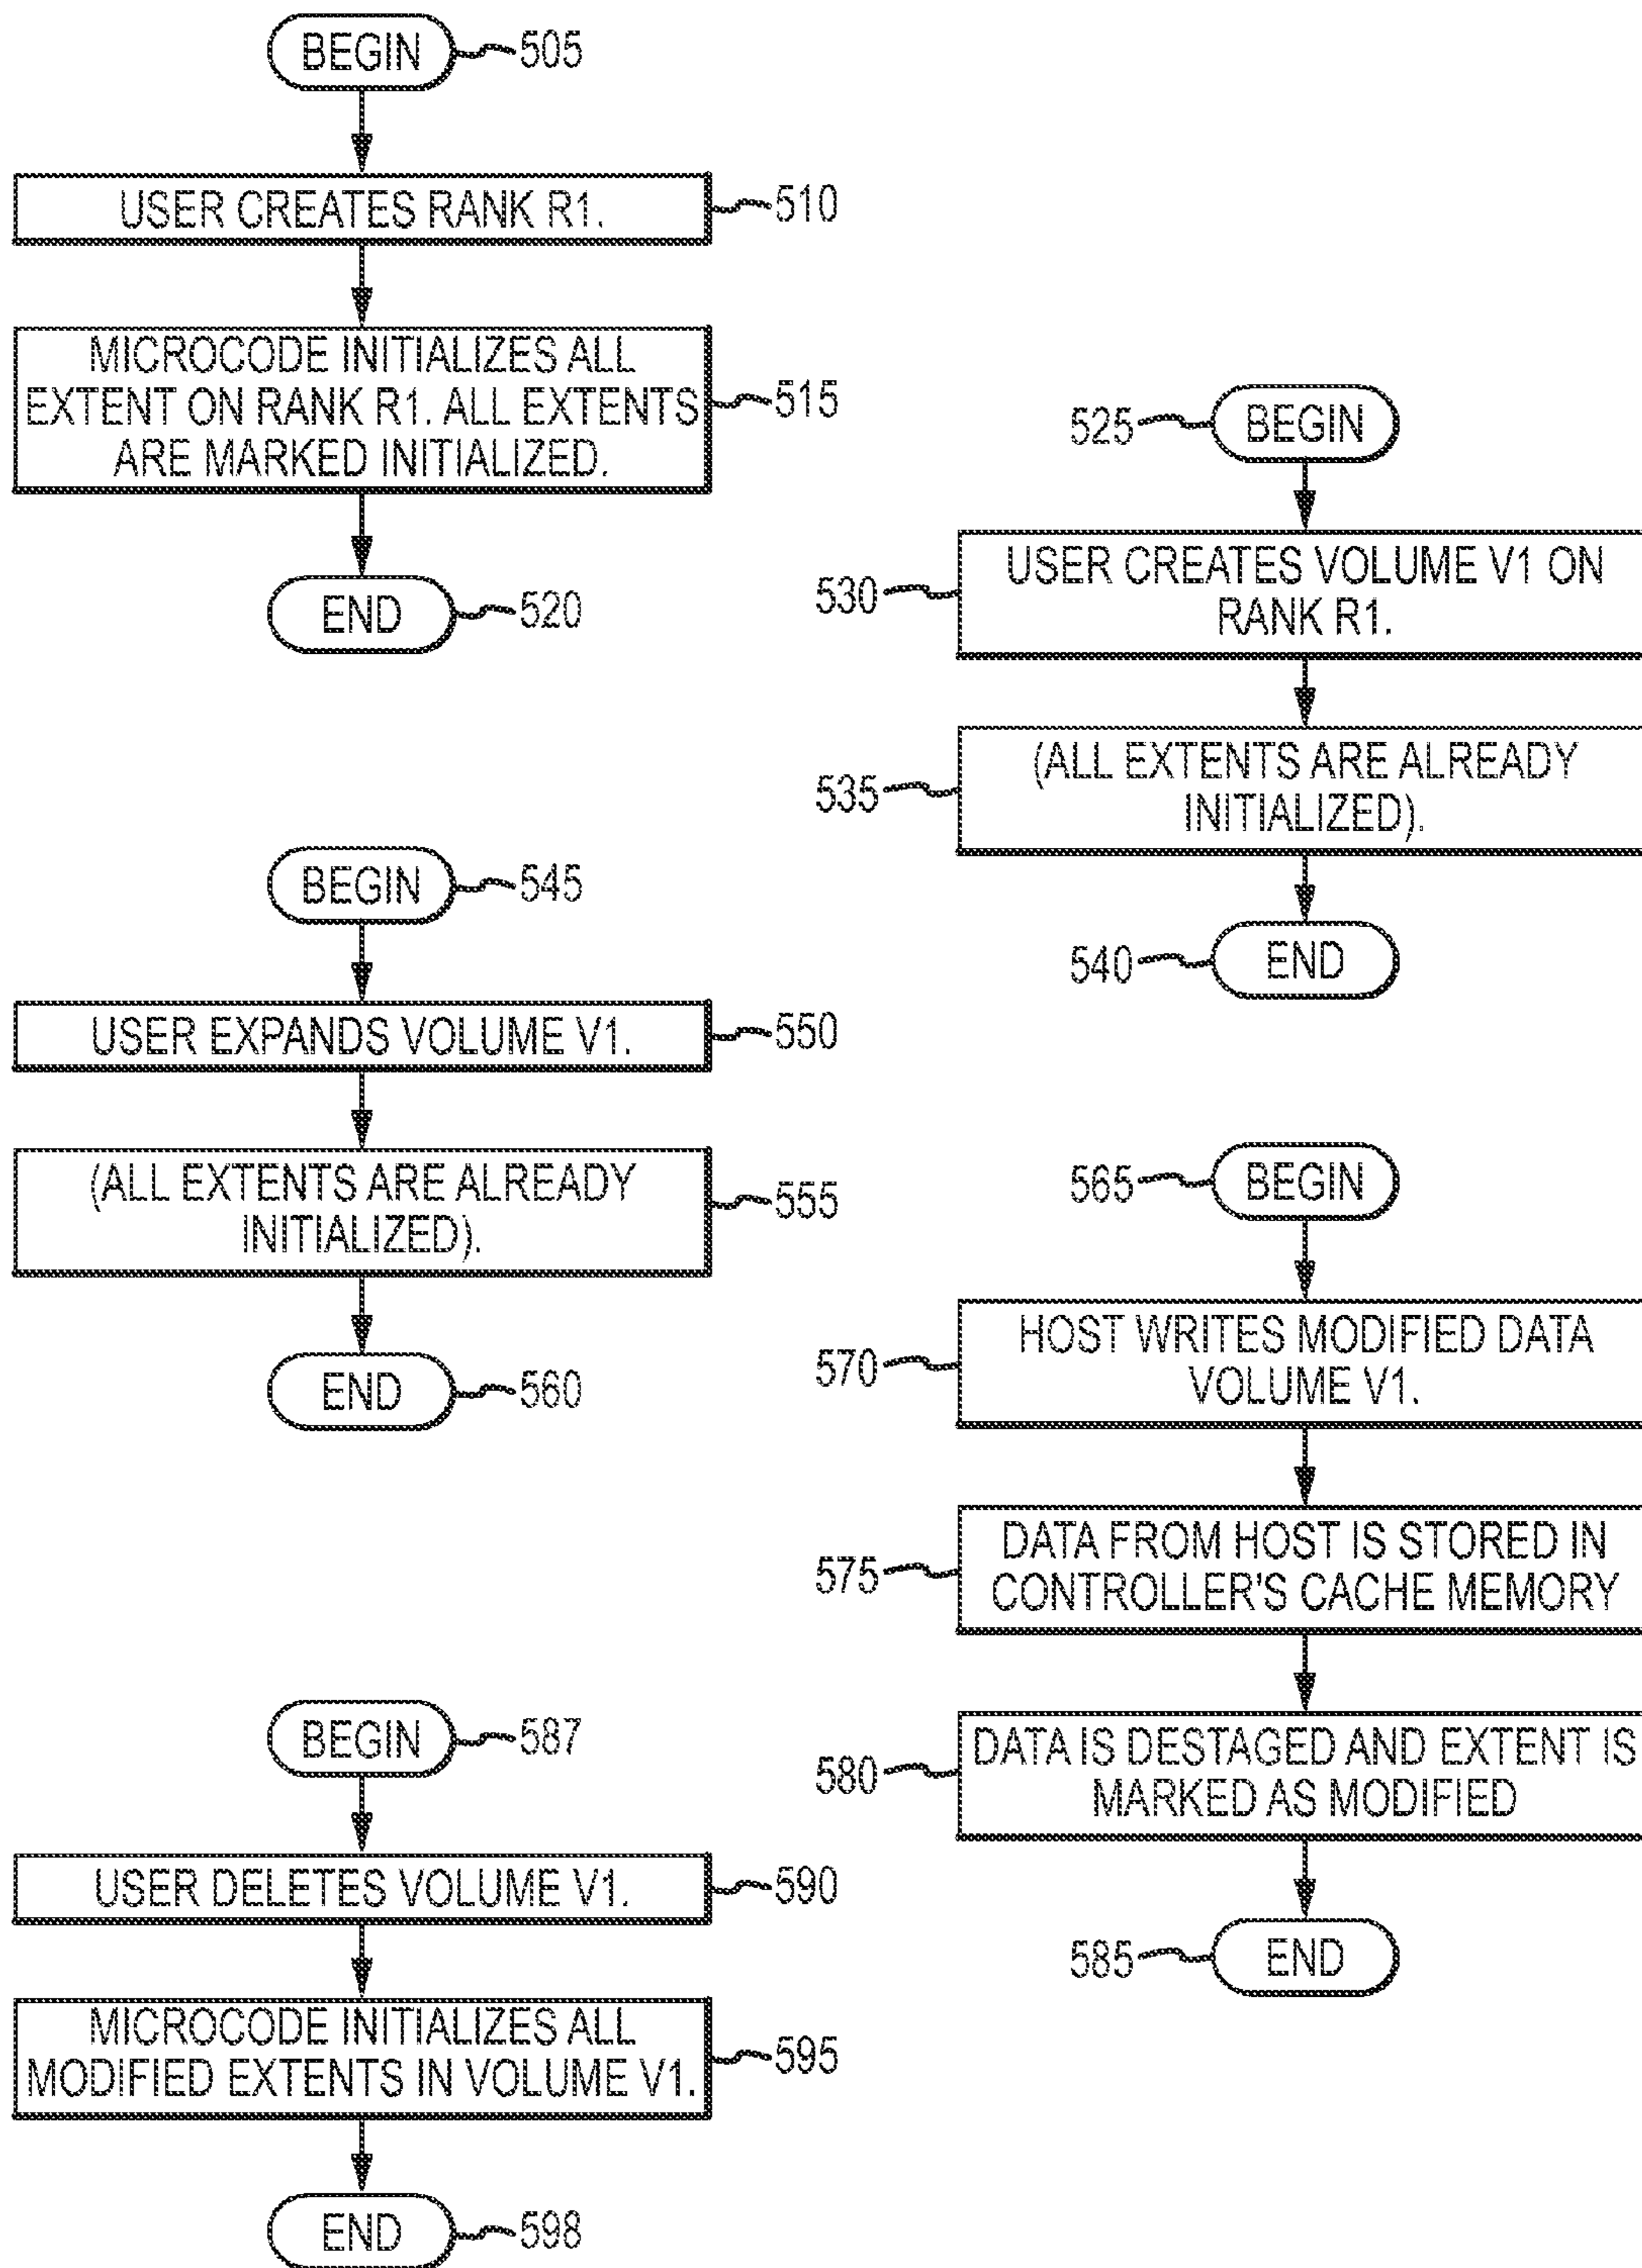 BEGIN 505
USER CREATES RANK R1. 510
MICROCODE INITIALIZES ALL
EXTENT ON RANK R1. ALL EXTENTS 515
ARE MARKED INITIALIZED.
END 520
525 BEGIN
USER CREATES VOLUME V1 ON
530
RANK R1.
(ALL EXTENTS ARE ALREADY
535
INITIALIZED).
540 END
BEGIN 545
USER EXPANDS VOLUME V1. 550
(ALL EXTENTS ARE ALREADY
555
INITIALIZED).
END 560
565 BEGIN
HOST WRITES MODIFIED DATA
570
VOLUME V1.
DATA FROM HOST IS STORED IN
575
CONTROLLER'S CACHE MEMORY
DATA IS DESTAGED AND EXTENT IS
580
MARKED AS MODIFIED
585 END
BEGIN 587
USER DELETES VOLUME V1. 590
MICROCODE INITIALIZES ALL
595
MODIFIED EXTENTS IN VOLUME V1.
END 598